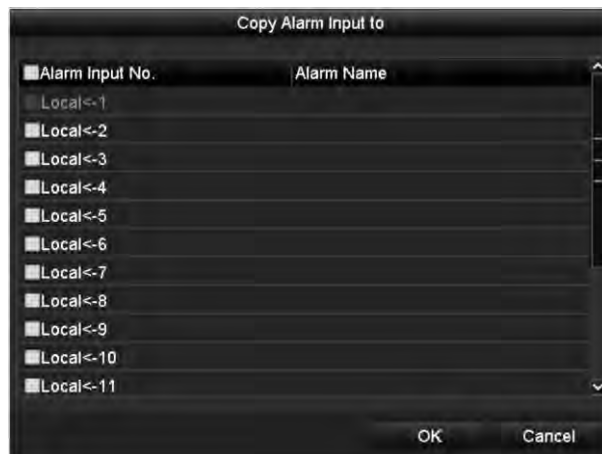 Copy Alarm Input to
Alarm Input No. Alarm Name
Local<-1
Local<-2
Local<-3
Local<-4
Local<-5
Local<-6
Local<-7
Local<-8
Local<-9
Local<-10
Local<-11
OK Cancel